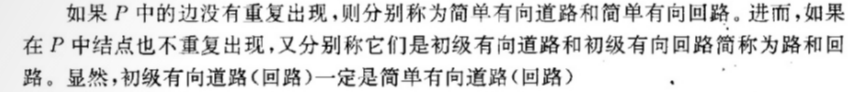 如果 P 中的边没有重复出现,则分别称为简单有向道路和简单有向回路。进而,如果
在 P 中结点也不重复出现,又分别称它们是初级有向道路和初级有向回路简称为路和回
路。显然,初级有向道路(回路)一定是简单有向道路(回路)